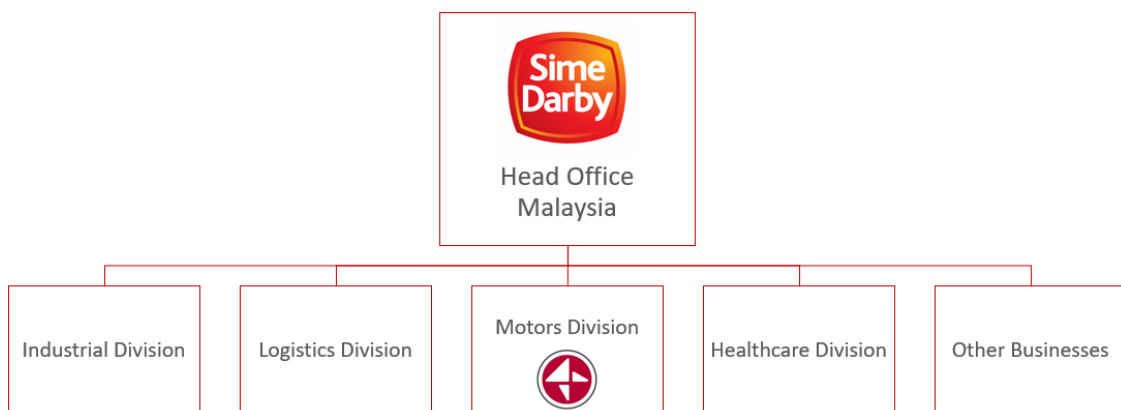 Sime
Darby
Head Office
Malaysia
Industrial Division
Logistics Division
Motors Division
Healthcare Division
Other Businesses